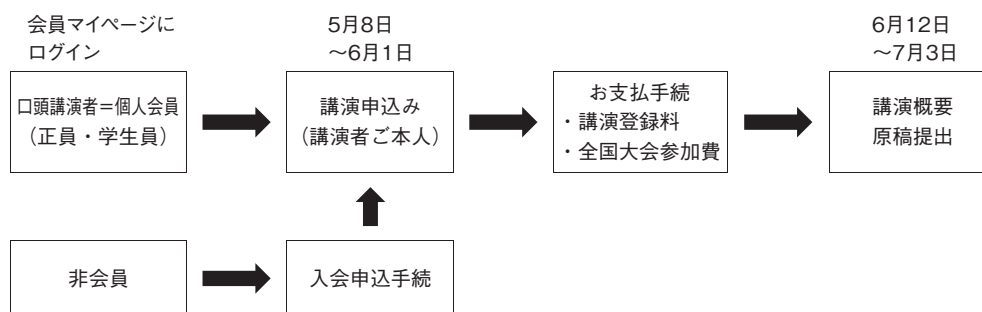 会員マイページに
ログイン
5月8日
～6月1日
6月12日
～7月3日
口頭講演者＝個人会員
（正員・学生員）
講演申込み
（講演者ご本人）
お支払手続
・講演登録料
・全国大会参加費
講演概要
原稿提出
非会員
入会申込手続